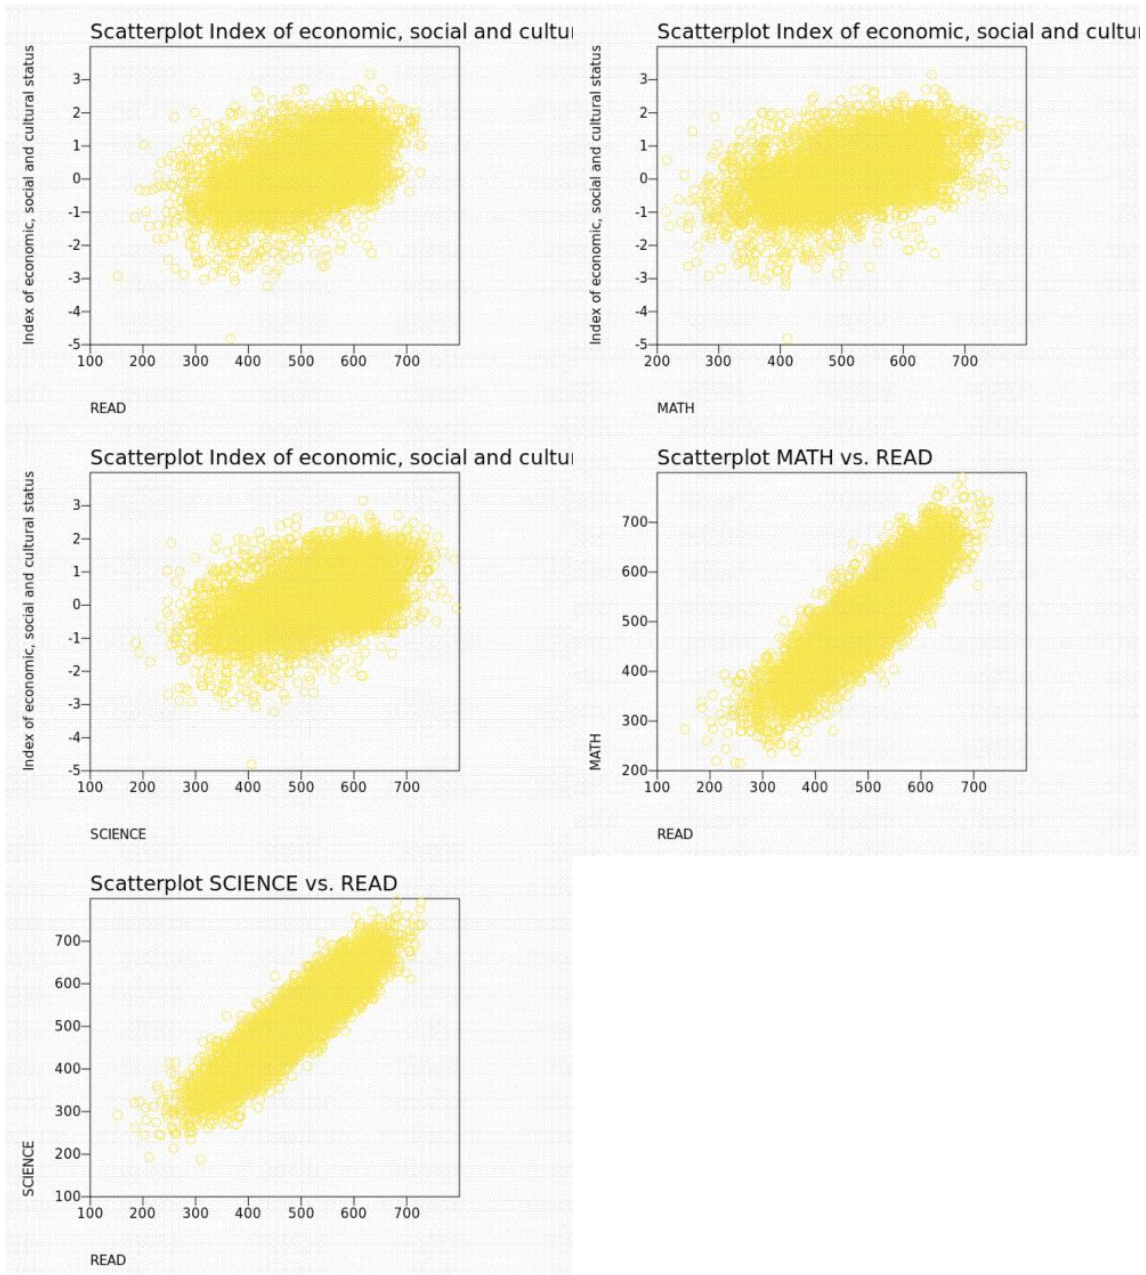 Scatterplot Index of economic, social and cultu
Index of economic, social and cultural status
3
2
1
0
-1
-2
-3
-4
-5
100 200 300 400 500 600 700
READ
Scatterplot Index of economic, social and cultur
Index of economic, social and cultural status
3
2
1
0
-1
-2
-3
-4
-5
200 300 400 500 600 700
MATH
Scatterplot Index of economic, social and cultu
Index of economic, social and cultural status
3
2
1
0
-1
-2
-3
-4
-5
100 200 300 400 500 600 700
SCIENCE
Scatterplot MATH vs. READ
MATH
700
600
500
400
300
200
100 200 300 400 500 600 700
READ
Scatterplot SCIENCE vs. READ
SCIENCE
700
600
500
400
300
200
100
100 200 300 400 500 600 700
READ